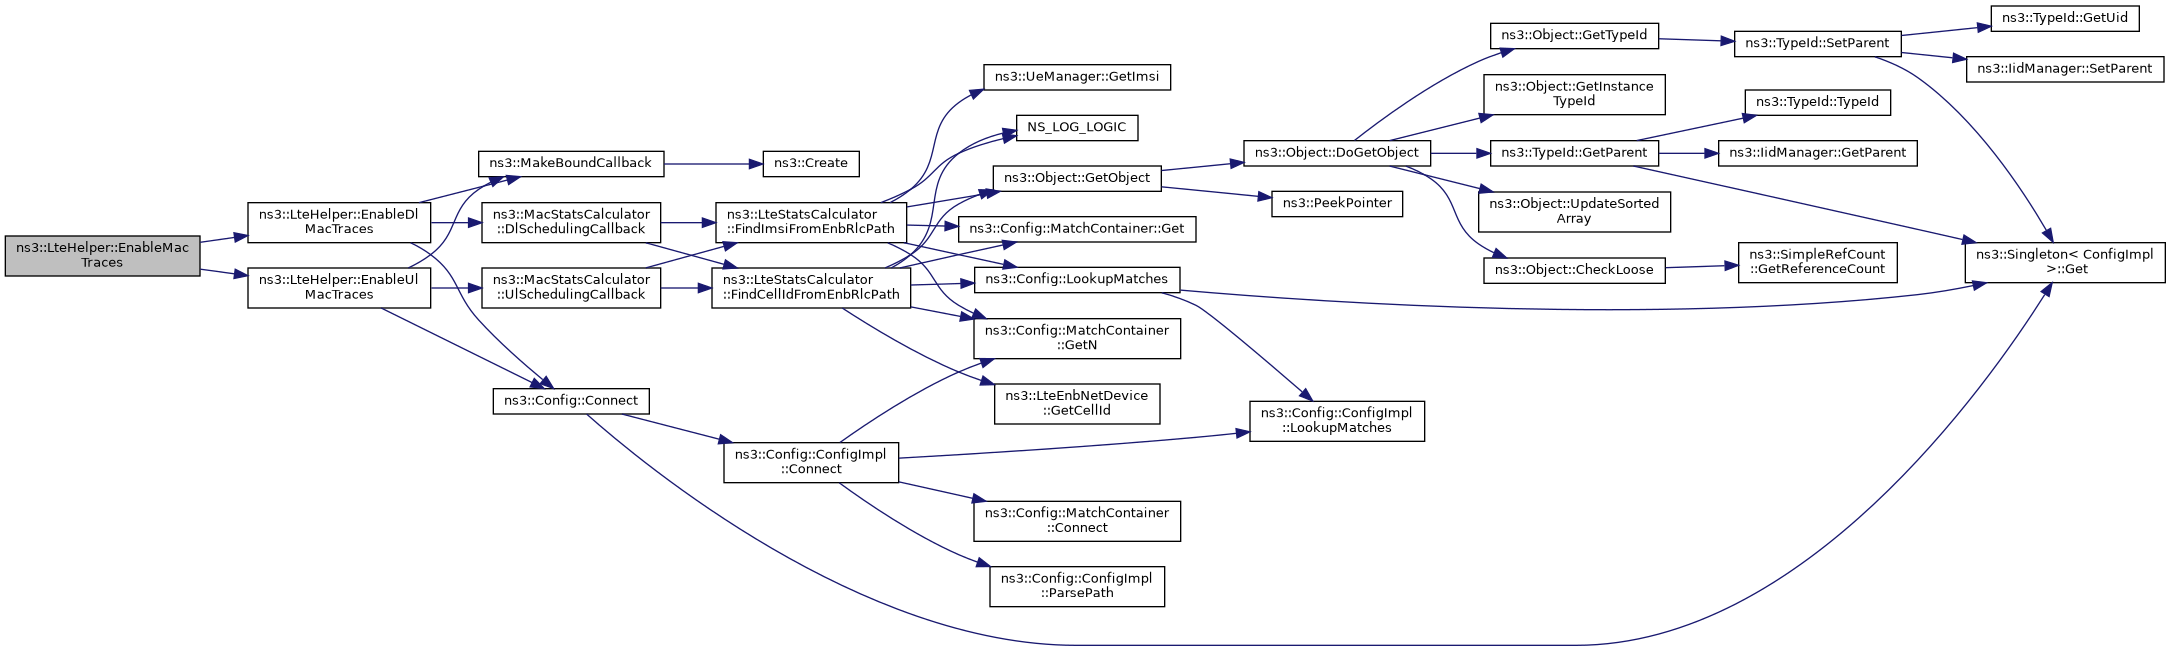 ns3::LteHelper::EnableMac
Traces
ns3::LteHelper::EnableDl
MacTraces
ns3::LteHelper::EnableUl
MacTraces
ns3::MakeBoundCallback
ns3::MacStatsCalculator
::DlSchedulingCallback
ns3::MacStatsCalculator
::UlSchedulingCallback
ns3::Config::Connect
ns3::Create
ns3::LteStatsCalculator
::FindImsiFromEnbRlcPath
ns3::LteStatsCalculator
::FindCellIdFromEnbRlcPath
ns3::Config::ConfigImpl
::Connect
ns3::UeManager::GetImsi
NS_LOG_LOGIC
ns3::Object::GetObject
ns3::Config::MatchContainer::Get
ns3::Config::LookupMatches
ns3::Config::MatchContainer
::GetN
ns3::LteEnbNetDevice
::GetCellId
ns3::Config::MatchContainer
::Connect
ns3::Config::ConfigImpl
::ParsePath
ns3::Object::DoGetObject
ns3::PeekPointer
ns3::Config::ConfigImpl
::LookupMatches
ns3::Object::GetTypeId
ns3::Object::GetInstance
TypeId
ns3::TypeId::GetParent
ns3::Object::UpdateSorted
Array
ns3::Object::CheckLoose
ns3::TypeId::SetParent
ns3::TypeId::TypeId
ns3::IidManager::GetParent
ns3::SimpleRefCount
::GetReferenceCount
ns3::TypeId::GetUid
ns3::IidManager::SetParent
ns3::Singleton< ConfigImpl
>::Get